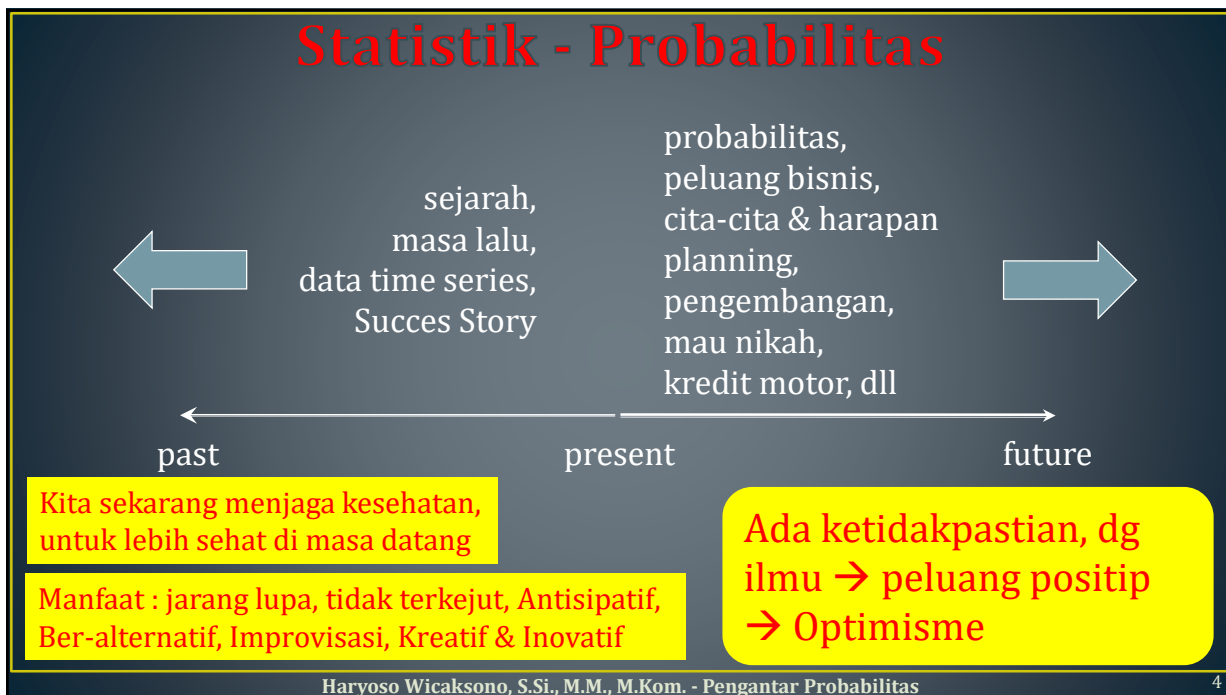 Statistik - Probabilitas
sejarah,
masa lalu,
data time series,
Succes Story
probabilitas,
peluang bisnis,
cita-cita & harapan
planning,
pengembangan,
mau nikah,
kredit motor, dll
past present future
Kita sekarang menjaga kesehatan,
untuk lebih sehat di masa datang
Manfaat : jarang lupa, tidak terkejut, Antisipatif,
Ber-alternatif, Improvisasi, Kreatif & Inovatif
Ada ketidakpastian, dg
ilmu → peluang positip
→ Optimisme
Haryoso Wicaksono, S.Si., M.M., M.Kom. - Pengantar Probabilitas 4